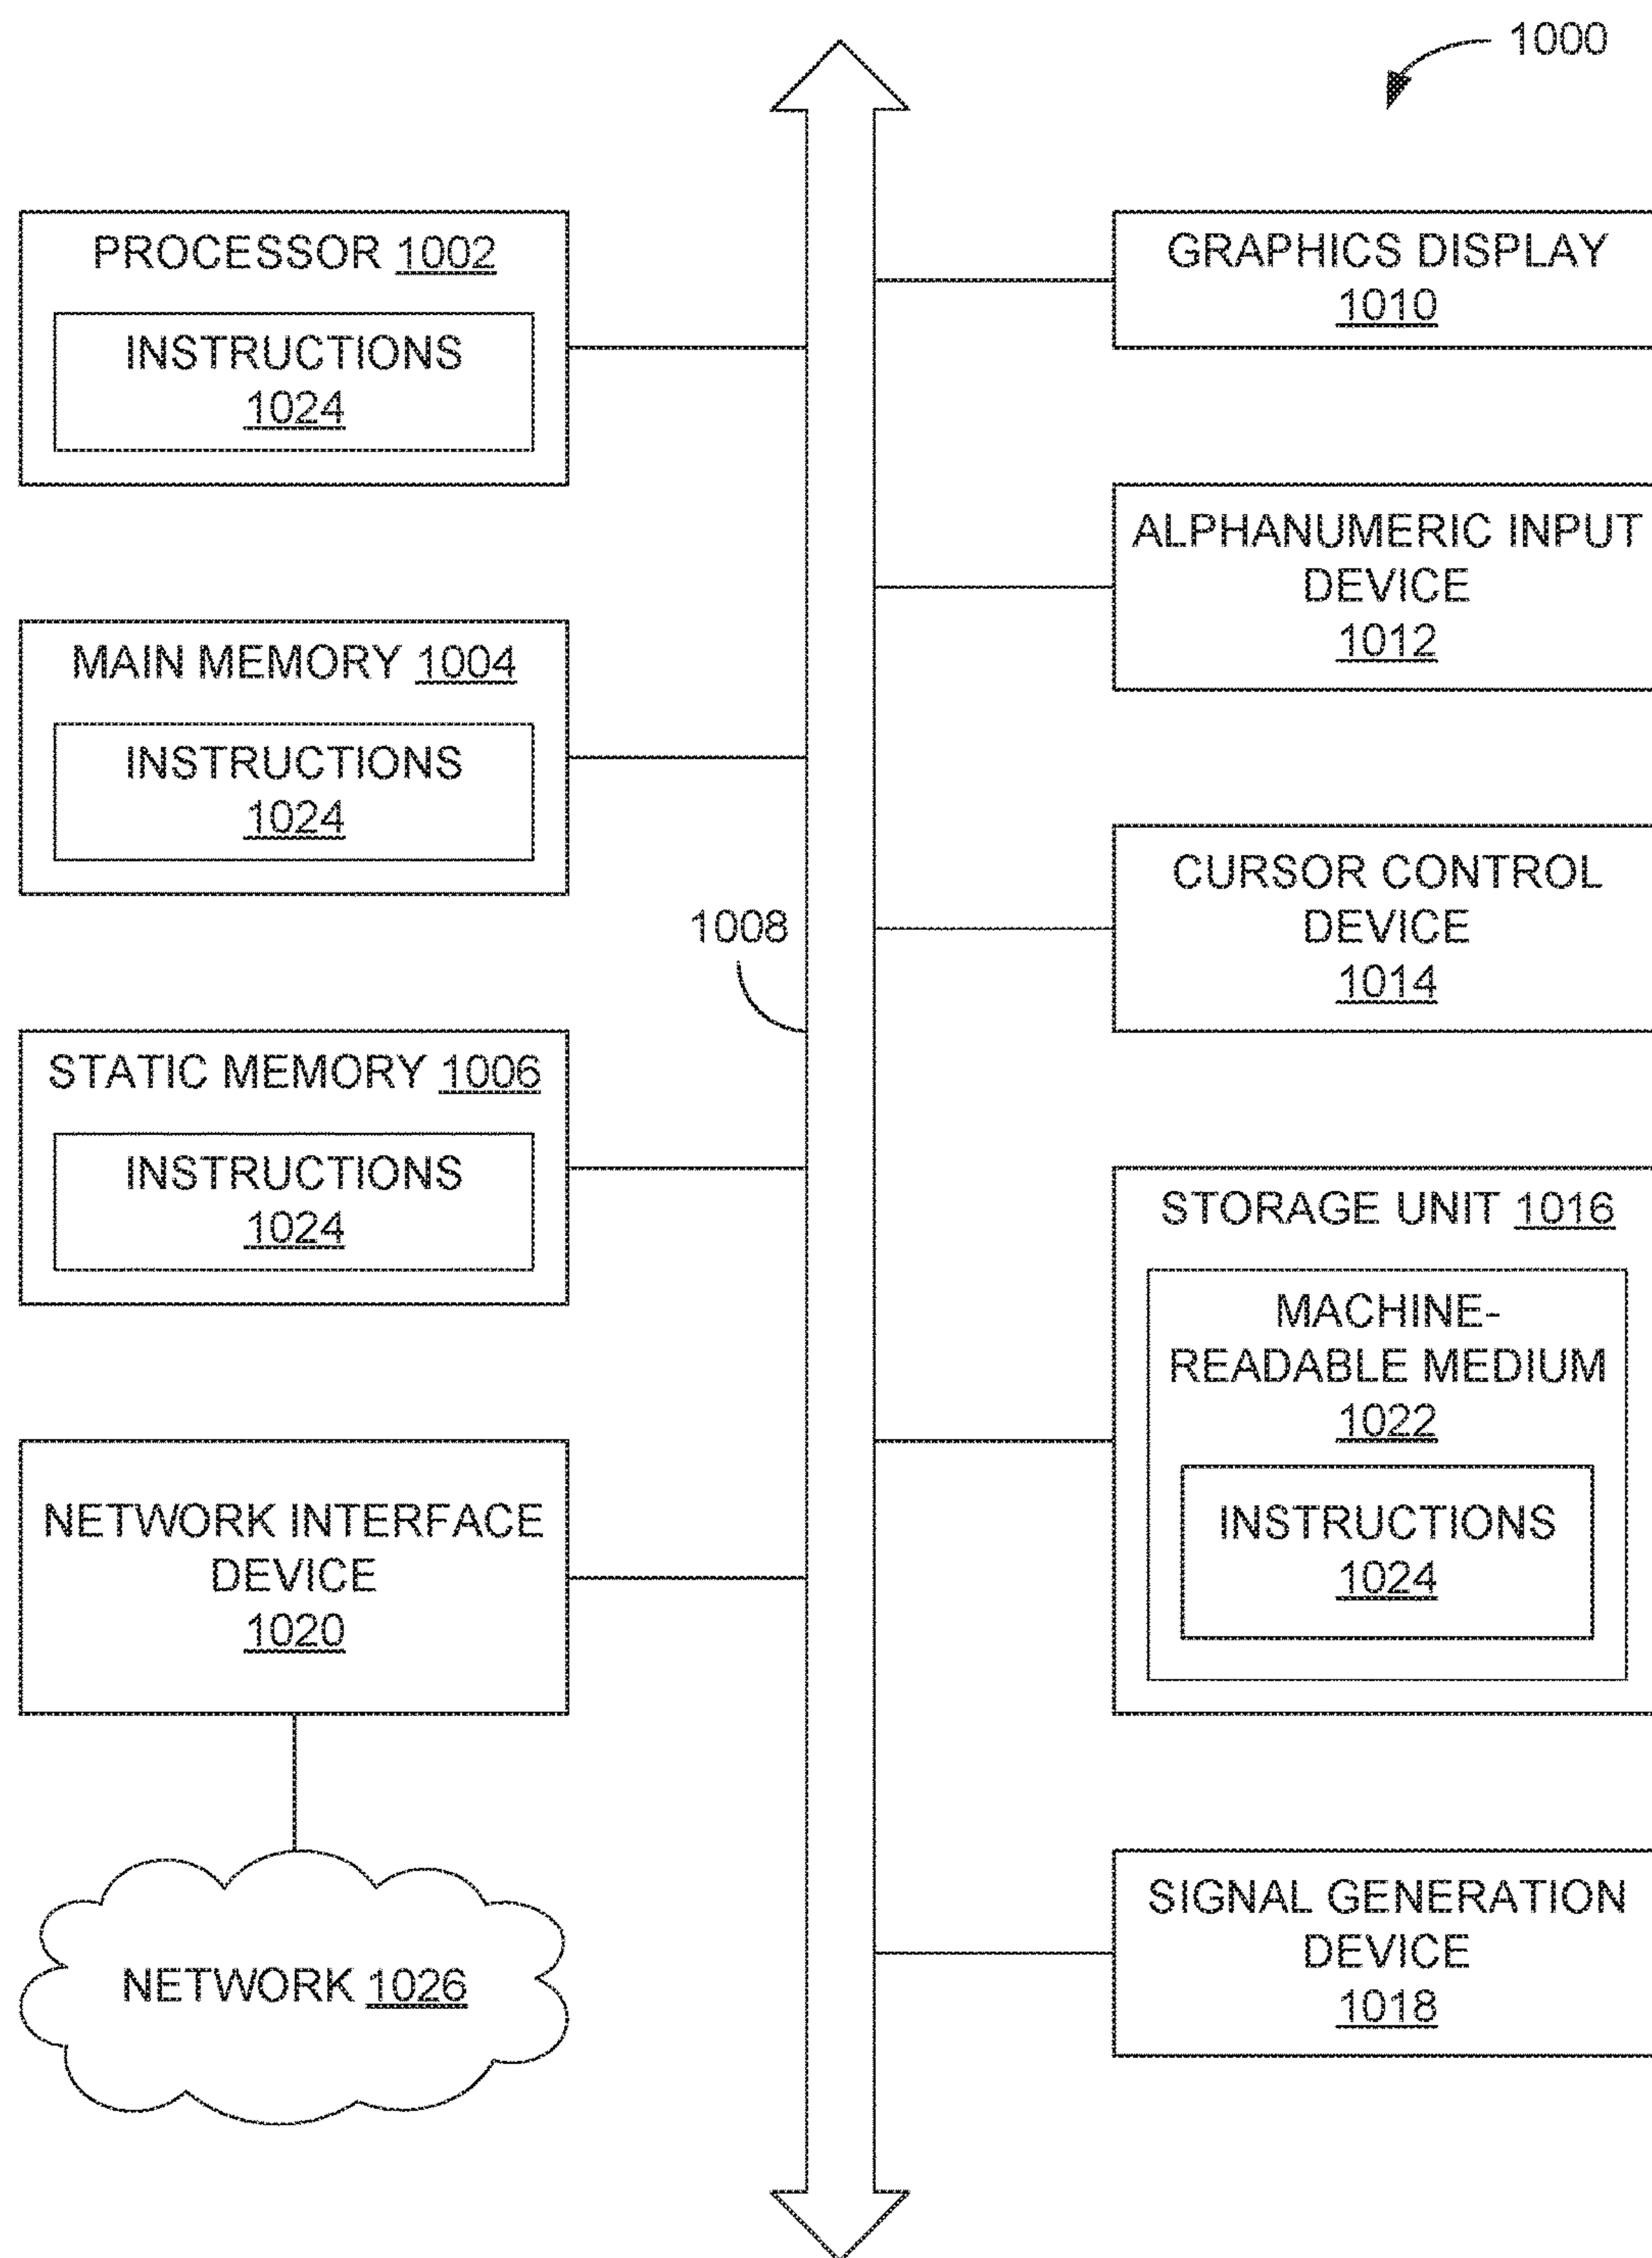 1000
PROCESSOR 1002
INSTRUCTIONS
1024
MAIN MEMORY 1004
INSTRUCTIONS
1024
1008
STATIC MEMORY 1006
INSTRUCTIONS
1024
NETWORK INTERFACE
DEVICE
1020
NETWORK 1026
GRAPHICS DISPLAY
1010
ALPHANUMERIC INPUT
DEVICE
1012
CURSOR CONTROL
DEVICE
1014
STORAGE UNIT 1016
MACHINE-
READABLE MEDIUM
1022
INSTRUCTIONS
1024
SIGNAL GENERATION
DEVICE
1018